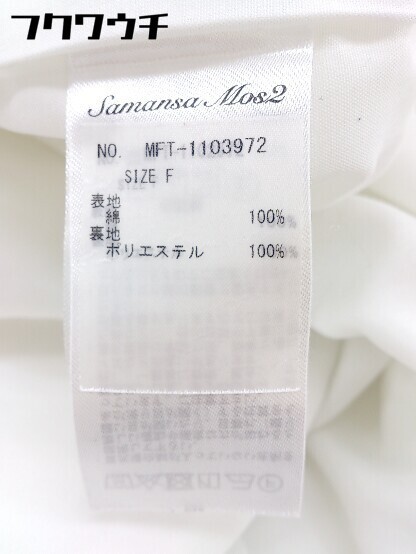 フクワウチ
Samansa Mos2
NO. MFT-1103972
SIZE F
表地
綿 100%
裏地
ポリエステル 100%